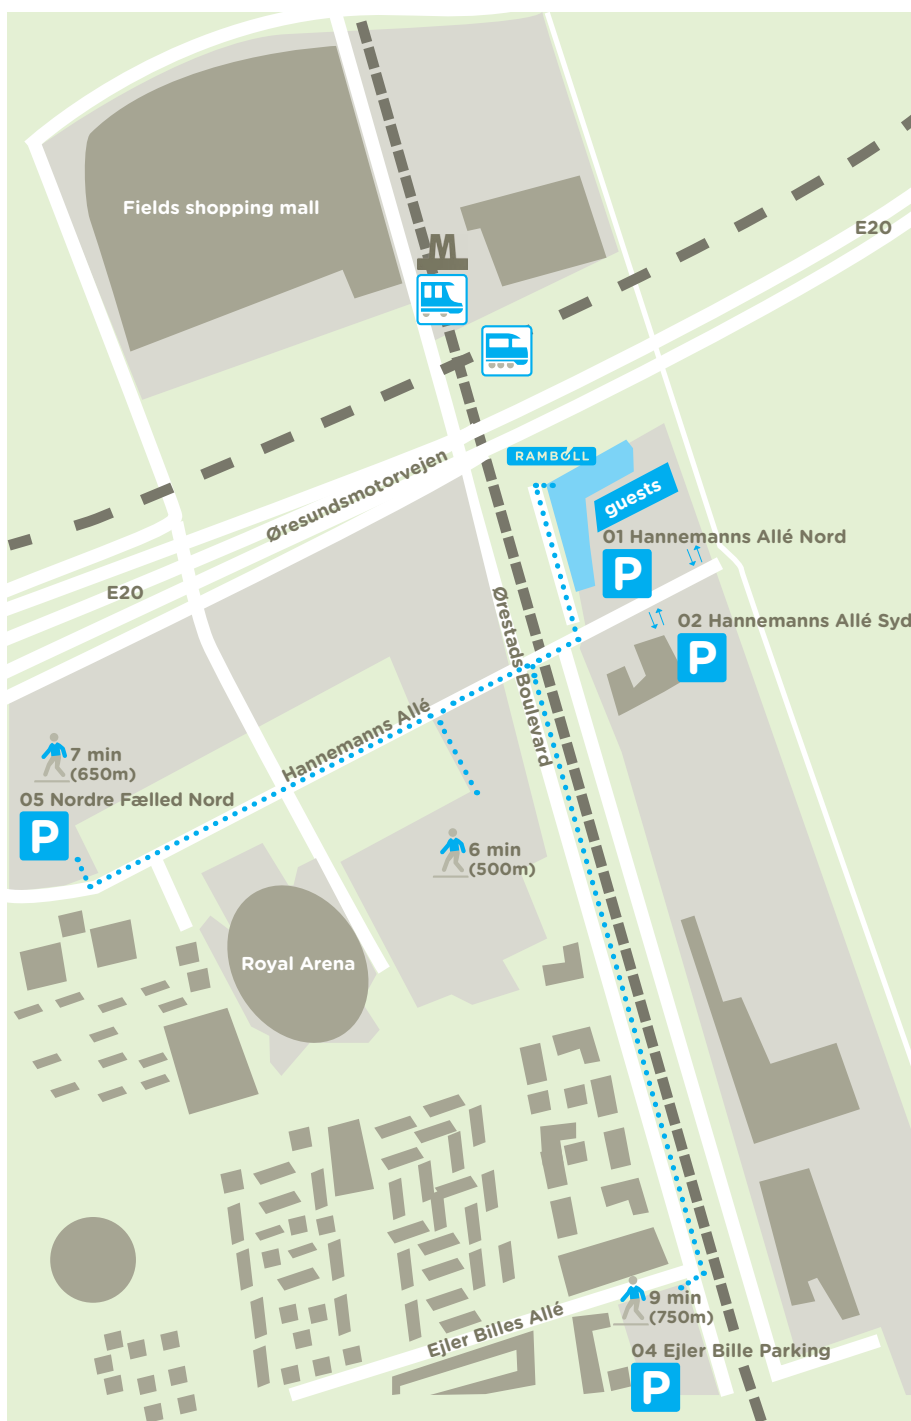 Fields shopping mall
E20
M
RAMBOLL
Øresundsmotorvejen
guests
01 Hannemanns Allé Nord
P
E20
Ørestads Boulevard
02 Hannemanns Allé Syd
P
Hannemanns Allé
7 min
(650m)
05 Nordre Fælled Nord
P
6 min
(500m)
Royal Arena
9 min
(750m)
Ejler Billes Allé
04 Ejler Bille Parking
P